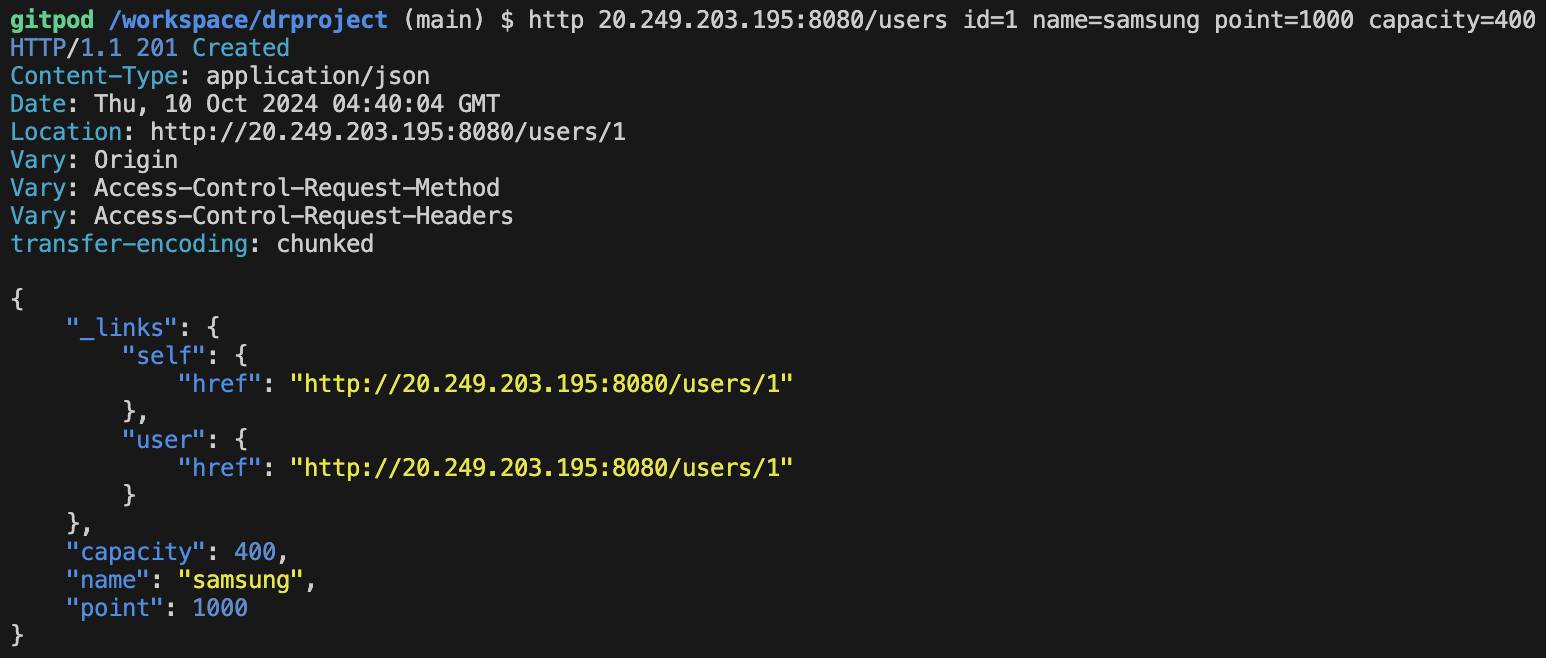 gitpod /workspace/drproject (main) $ http 20.249.203.195:8080/users id=1 name=samsung point=1000 capacity=400
HTTP/1.1 201 Created
Content-Type: application/json
Date: Thu, 10 Oct 2024 04:40:04 GMT
Location: http://20.249.203.195:8080/users/1
Vary: Origin
Vary: Access-Control-Request-Method
Vary: Access-Control-Request-Headers
transfer-encoding: chunked

{
    "_links": {
        "self": {
            "href": "http://20.249.203.195:8080/users/1"
        },
        "user": {
            "href": "http://20.249.203.195:8080/users/1"
        }
    },
    "capacity": 400,
    "name": "samsung",
    "point": 1000
}